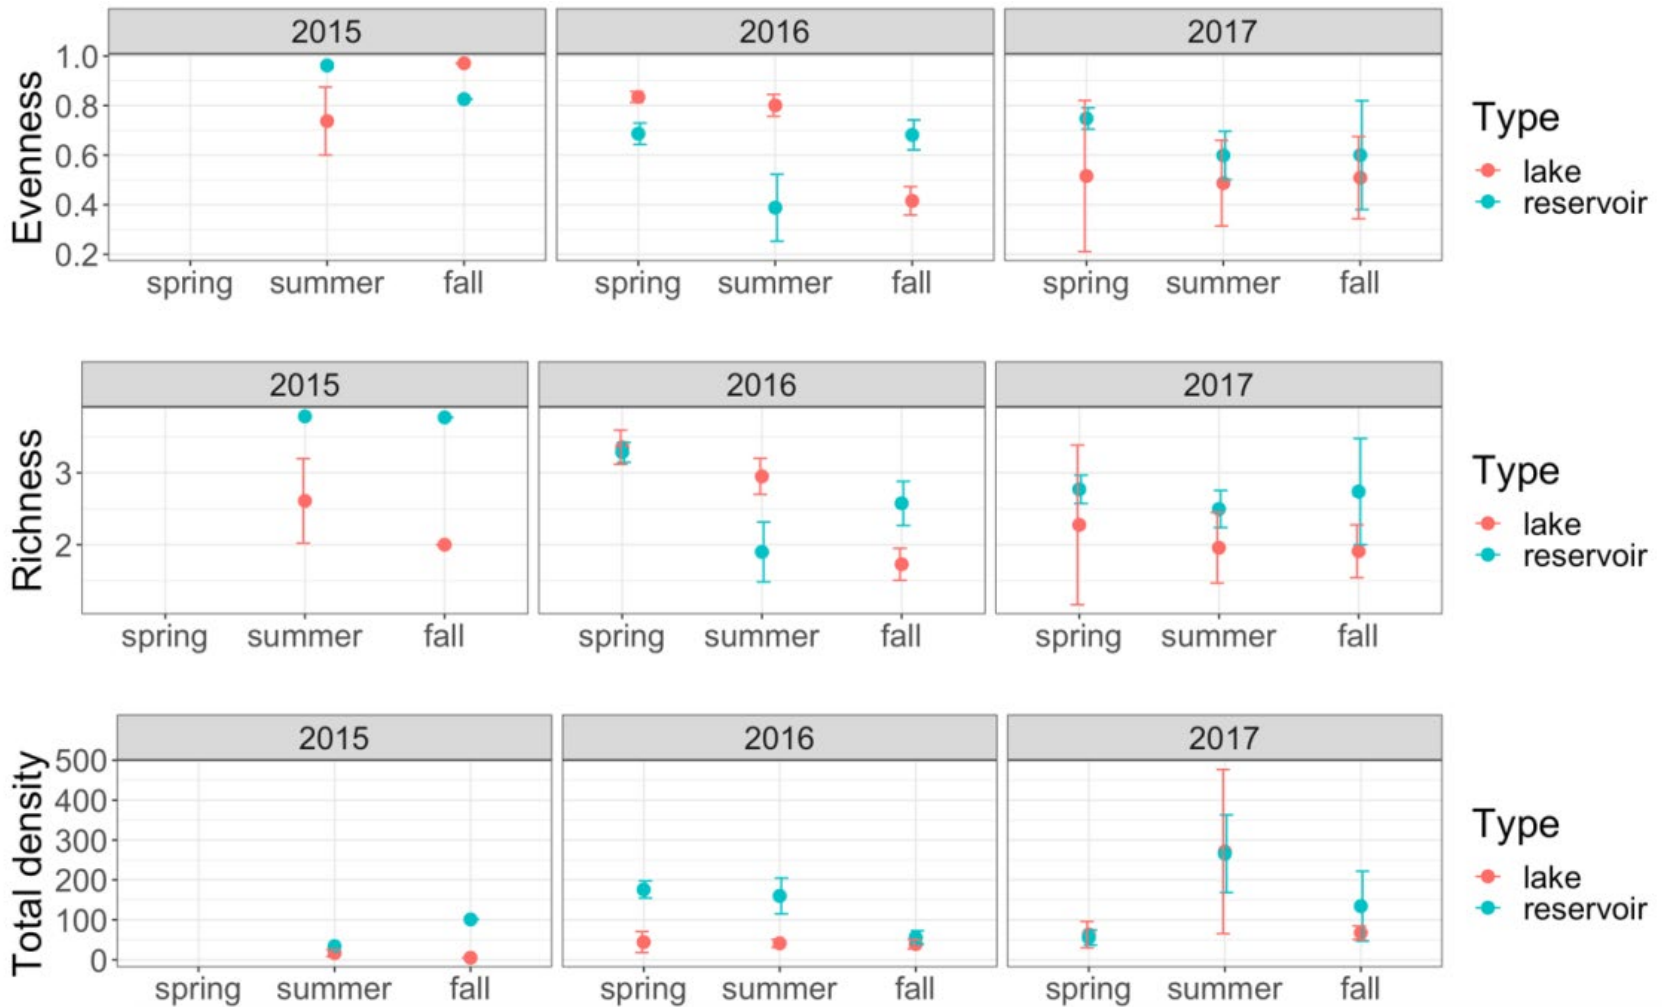 2015 2016 2017
Evenness
1.0
0.8
0.6
0.4
0.2
spring summer fall spring summer fall spring summer fall
Type
lake
reservoir
2015 2016 2017
Richness
3
2
spring summer fall spring summer fall spring summer fall
Type
lake
reservoir
2015 2016 2017
Total density
500
400
300
200
100
0
spring summer fall spring summer fall spring summer fall
Type
lake
reservoir